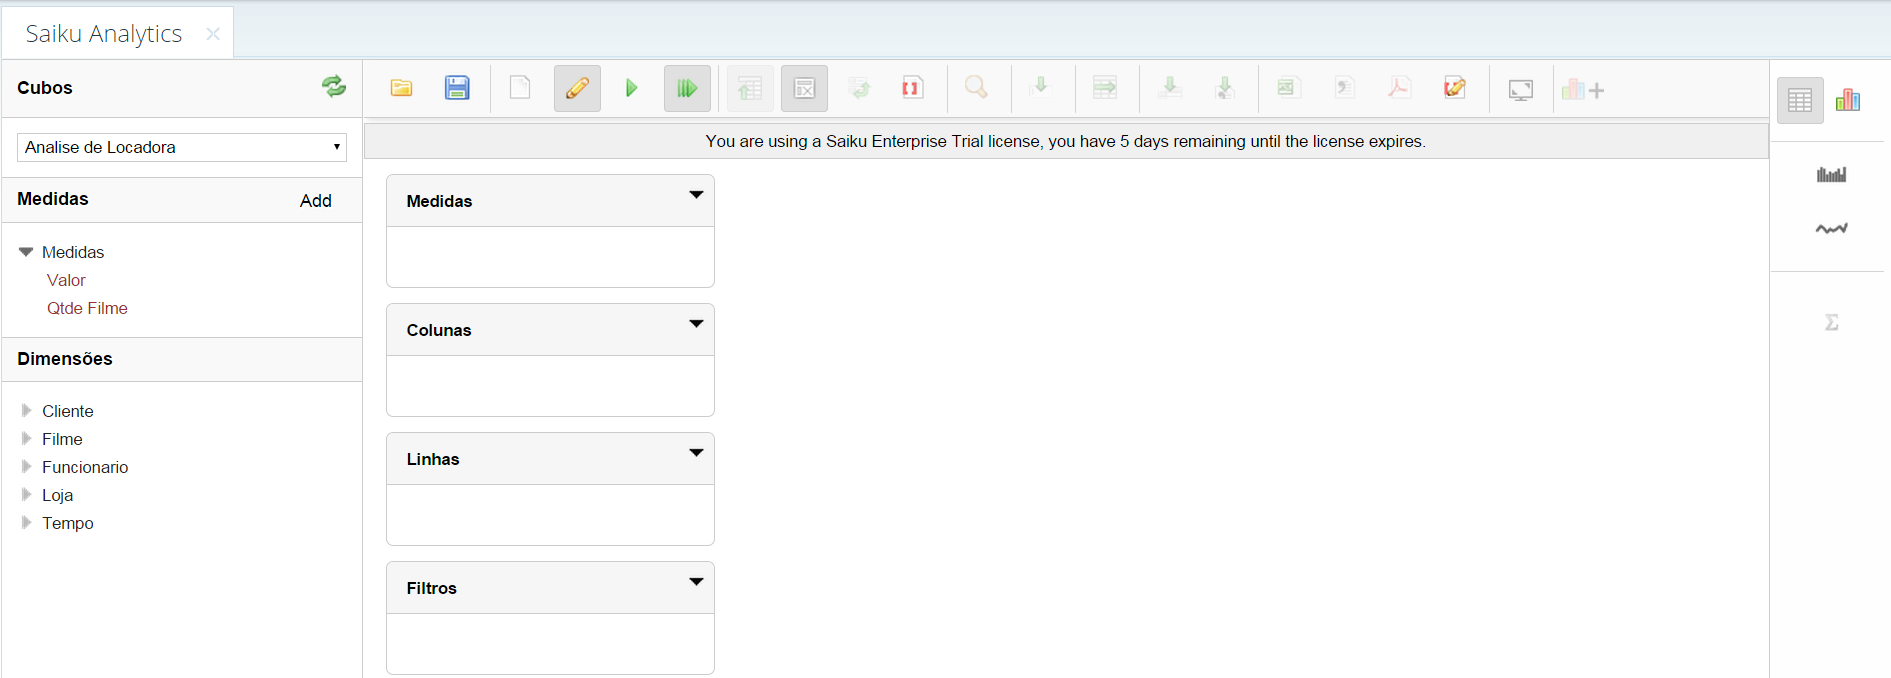 Saiku Analytics
Cubos
Analise de Locadora
Medidas Add
Medidas
Valor
Qtde Filme
Dimensões
Cliente
Filme
Funcionario
Loja
Tempo
You are using a Saiku Enterprise Trial license, you have 5 days remaining until the license expires.
Medidas
Colunas
Linhas
Filtros
Σ